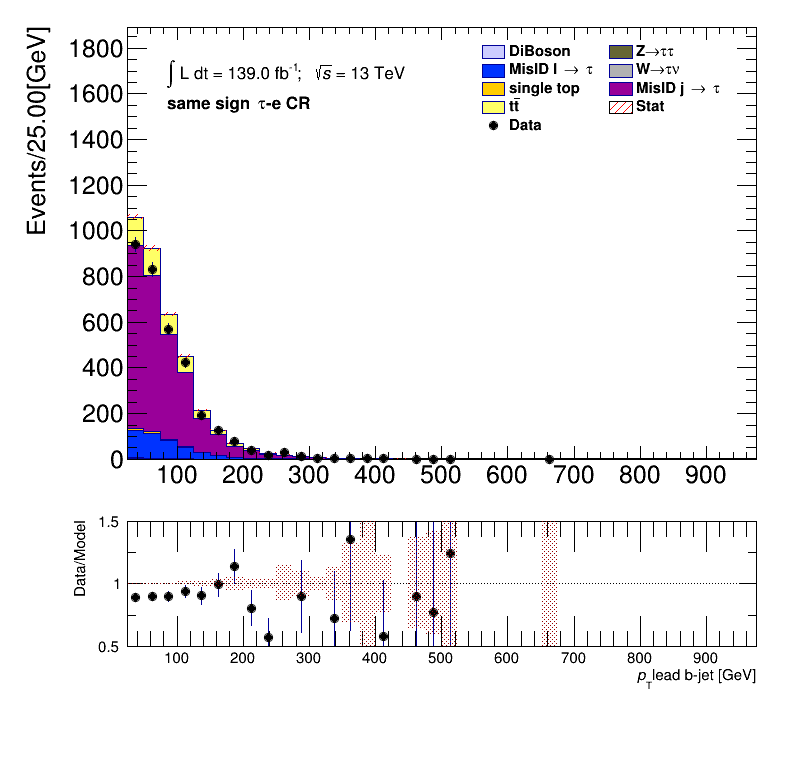 Events/25.00[GeV]
1800
1600
1400
1200
1000
800
600
400
200
0
∫ L dt = 139.0 fb⁻¹; √s = 13 TeV
same sign τ-e CR
DiBoson
MisID l → τ
single top
tt̄
Data
Z→ττ
W→τν
MisID j → τ
Stat
100 200 300 400 500 600 700 800 900
Data/Model
1.5
1
0.5
100 200 300 400 500 600 700 800 900
p_T lead b-jet [GeV]